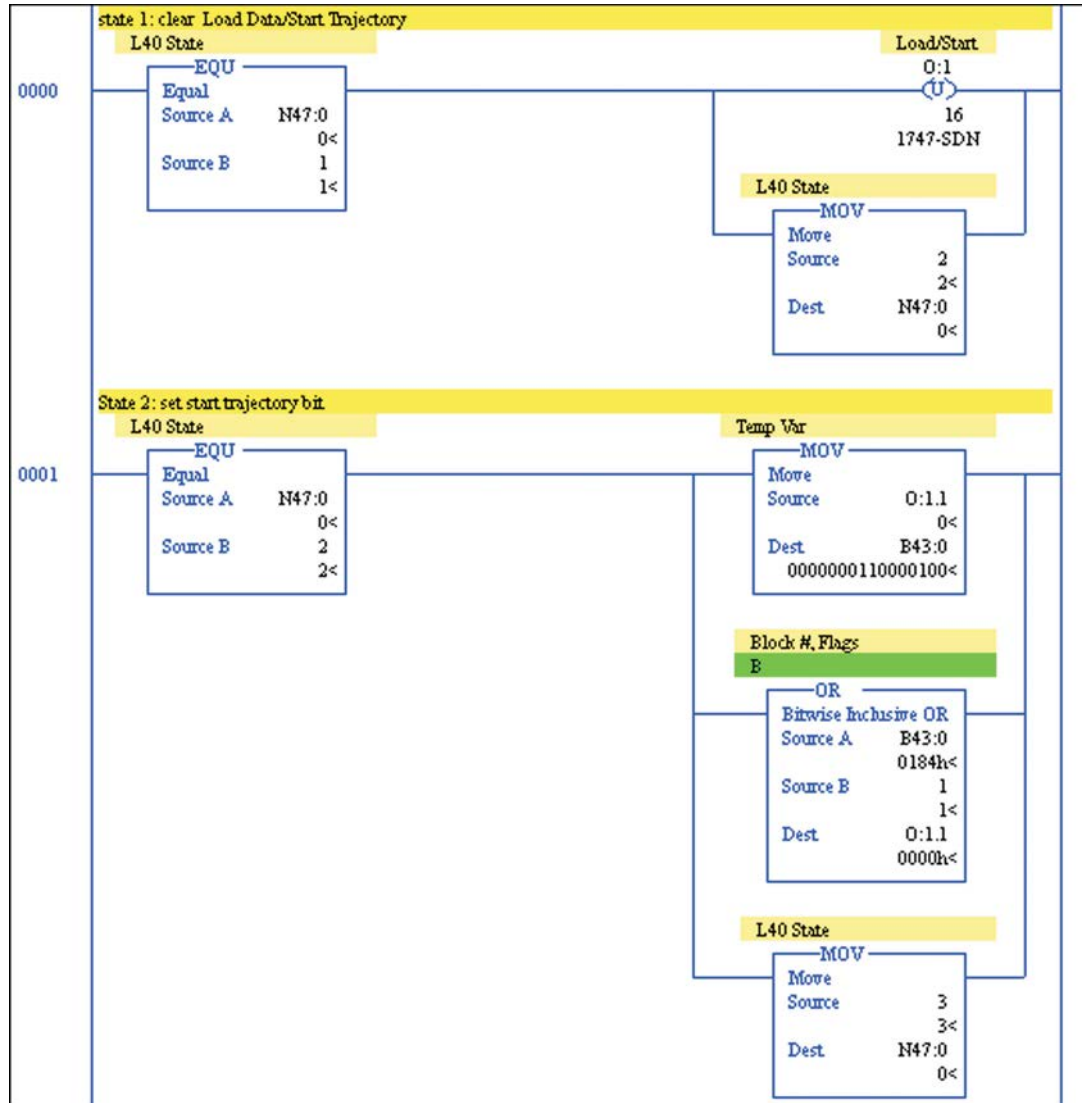 state 1: clear Load Data/Start Trajectory
L40 State
Load/Start
EQU
O:1
0000
Equal
(U)
Source A N47:0
16
0<
1747-SDN
Source B 1
1<
L40 State
MOV
Move
Source 2
2<
Dest N47:0
0<
State 2: set start trajectory bit
L40 State
Temp Var
EQU
MOV
0001
Equal
Move
Source A N47:0
Source O:1.1
0<
0<
Source B 2
Dest B43:0
2<
0000000110000100<
Block #, Flags
B
OR
Bitwise Inclusive OR
Source A B43:0
0184h<
Source B 1
1<
Dest O:1.1
0000h<
L40 State
MOV
Move
Source 3
3<
Dest N47:0
0<